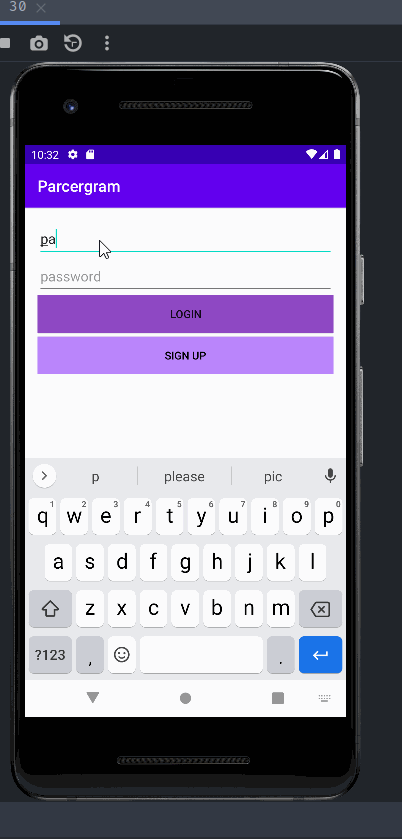 30
10:32
Parcergram
pa
password
LOGIN
SIGN UP
p please pic
q 1 w 2 e 3 r 4 t 5 y 6 u 7 i 8 o 9 p 0
a s d f g h j k l
z x c v b n m
?123 , .